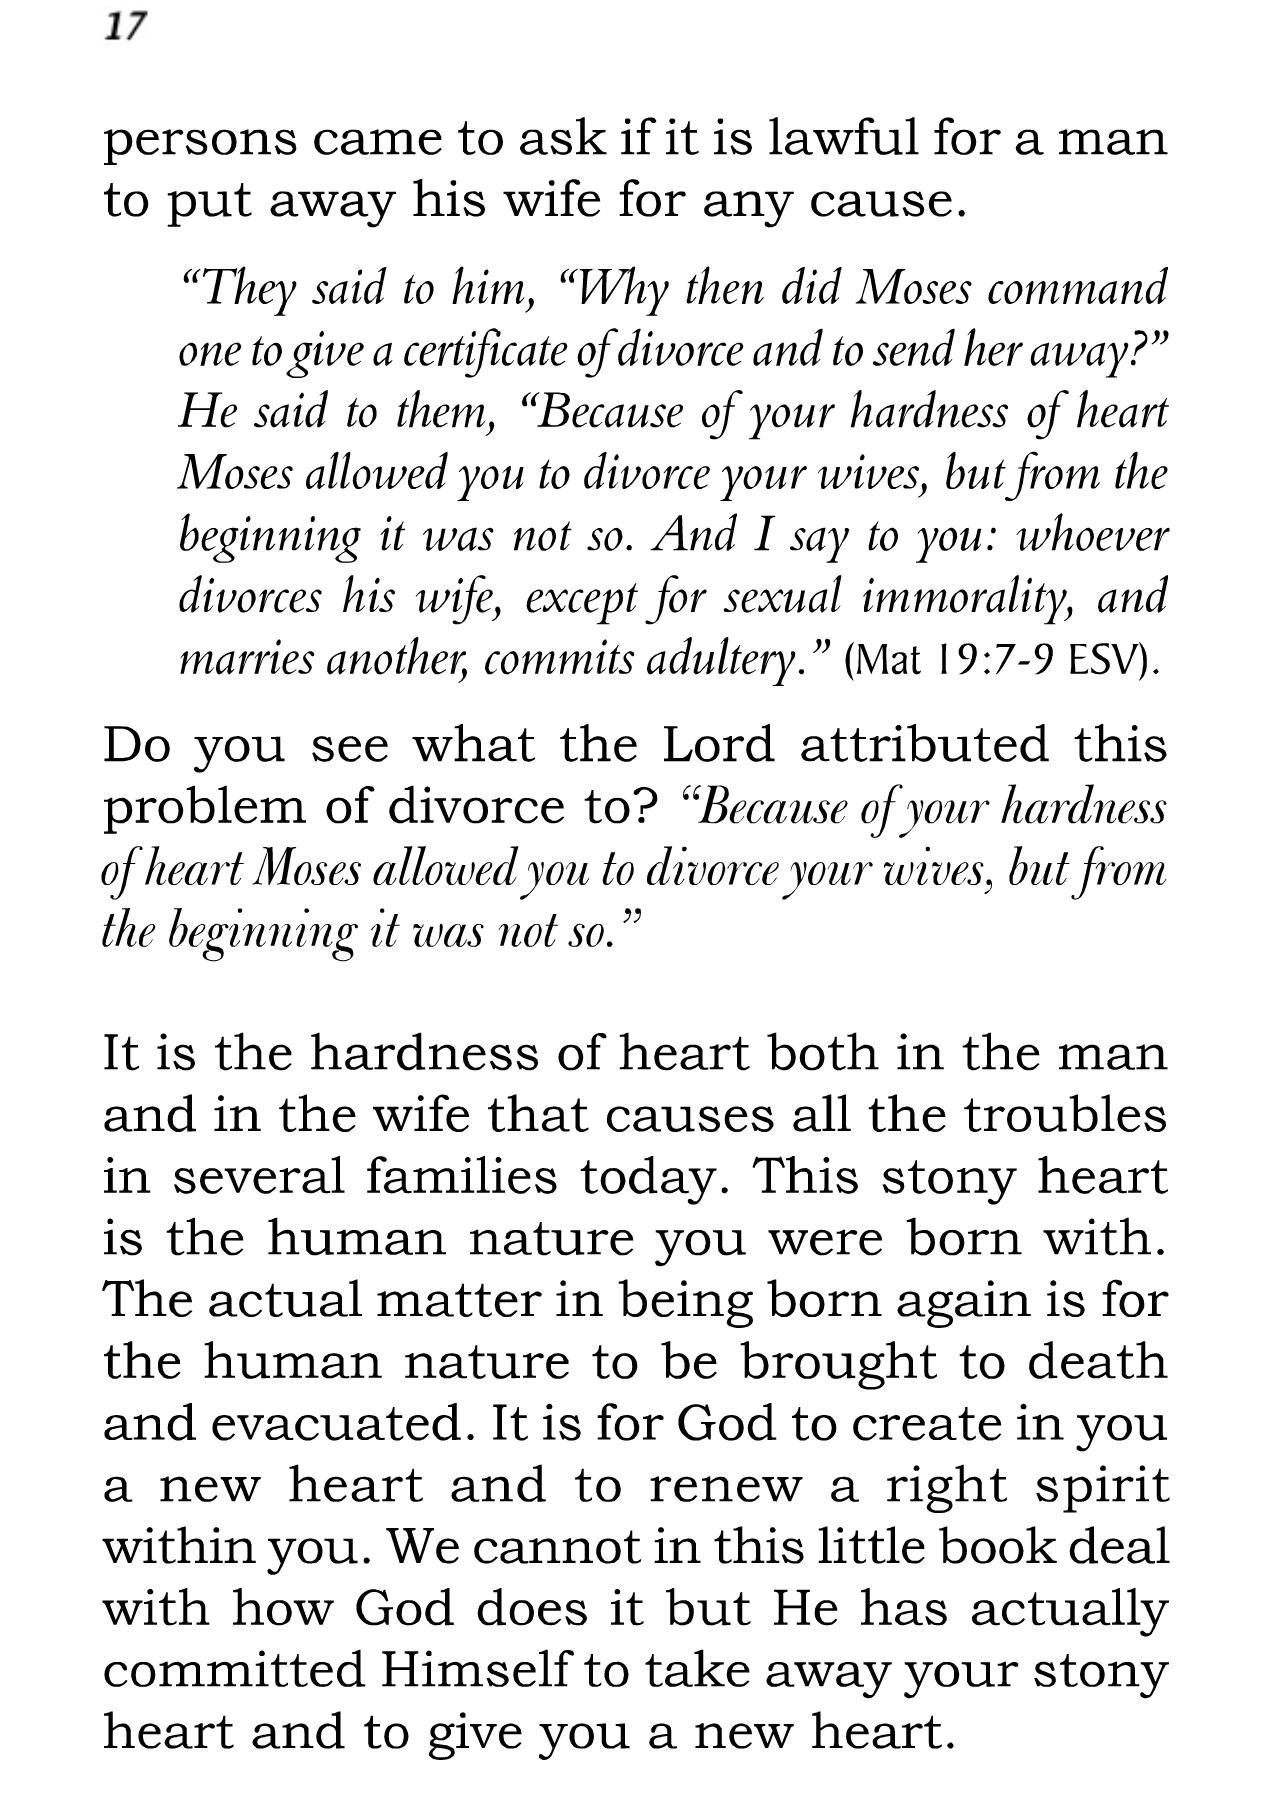 17
persons came to ask if it is lawful for a man
to put away his wife for any cause.
“They said to him, “Why then did Moses command
one to give a certificate of divorce and to send her away?”
He said to them, “Because of your hardness of heart
Moses allowed you to divorce your wives, but from the
beginning it was not so. And I say to you: whoever
divorces his wife, except for sexual immorality, and
marries another, commits adultery.” (Mat 19:7-9 ESV).
Do you see what the Lord attributed this
problem of divorce to? “Because of your hardness
of heart Moses allowed you to divorce your wives, but from
the beginning it was not so.”
It is the hardness of heart both in the man
and in the wife that causes all the troubles
in several families today. This stony heart
is the human nature you were born with.
The actual matter in being born again is for
the human nature to be brought to death
and evacuated. It is for God to create in you
a new heart and to renew a right spirit
within you. We cannot in this little book deal
with how God does it but He has actually
committed Himself to take away your stony
heart and to give you a new heart.